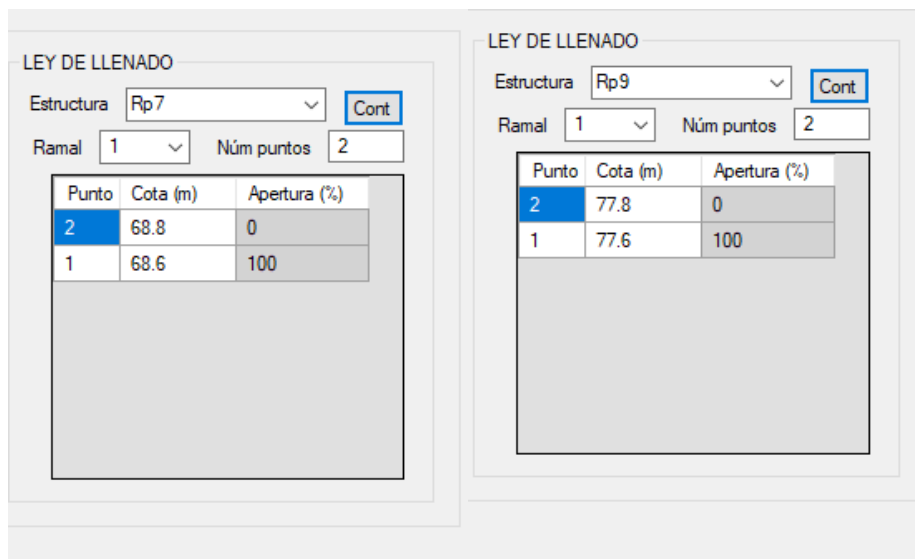 LEY DE LLENADO
Estructura Rp7 Cont
Ramal 1 Núm puntos 2
Punto Cota (m) Apertura (%)
2 68.8 0
1 68.6 100
LEY DE LLENADO
Estructura Rp9 Cont
Ramal 1 Núm puntos 2
Punto Cota (m) Apertura (%)
2 77.8 0
1 77.6 100